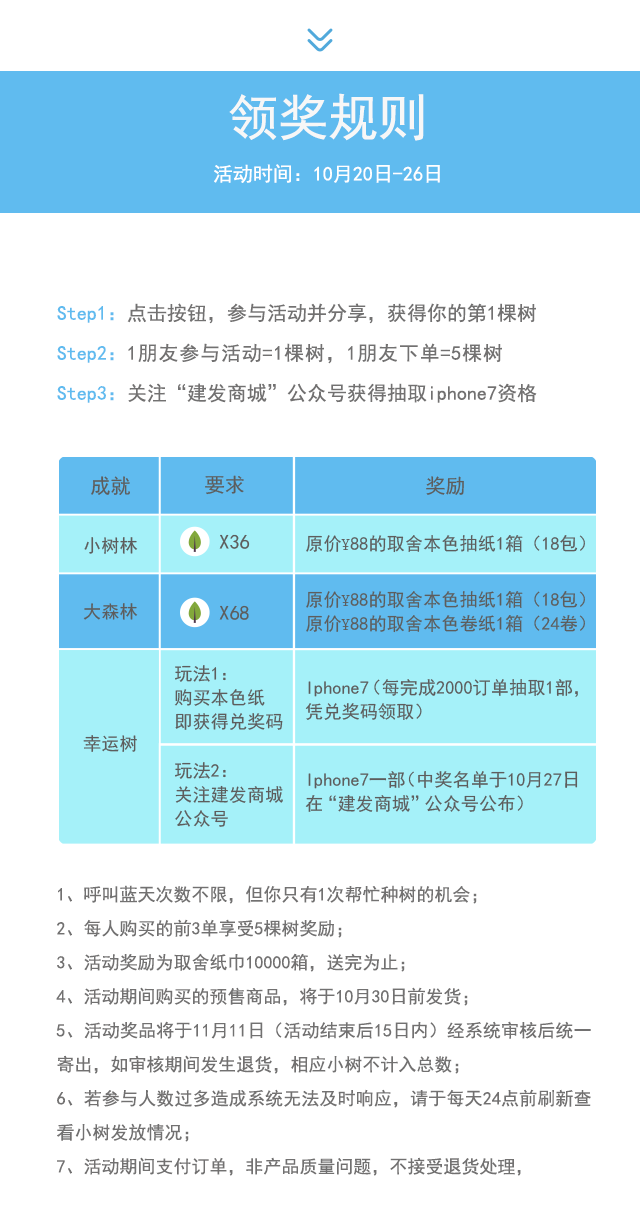 领奖规则
活动时间：10月20日-26日
Step1：点击按钮，参与活动并分享，获得你的第1棵树
Step2：1朋友参与活动=1棵树，1朋友下单=5棵树
Step3：关注“建发商城”公众号获得抽取iphone7资格
成就 要求 奖励
小树林 X36 原价¥88的取舍本色抽纸1箱（18包）
大森林 X68 原价¥88的取舍本色抽纸1箱（18包）
原价¥88的取舍本色卷纸1箱（24卷）
幸运树
玩法1：
购买本色纸
即获得兑奖码
Iphone7（每完成2000订单抽取1部，
凭兑奖码领取）
玩法2：
关注建发商城
公众号
Iphone7一部（中奖名单于10月27日
在“建发商城”公众号公布）
1、呼叫蓝天次数不限，但你只有1次帮忙种树的机会；
2、每人购买的前3单享受5棵树奖励；
3、活动奖励为取舍纸巾10000箱，送完为止；
4、活动期间购买的预售商品，将于10月30日前发货；
5、活动奖品将于11月11日（活动结束后15日内）经系统审核后统一
寄出，如审核期间发生退货，相应小树不计入总数；
6、若参与人数过多造成系统无法及时响应，请于每天24点前刷新查
看小树发放情况；
7、活动期间支付订单，非产品质量问题，不接受退货处理，